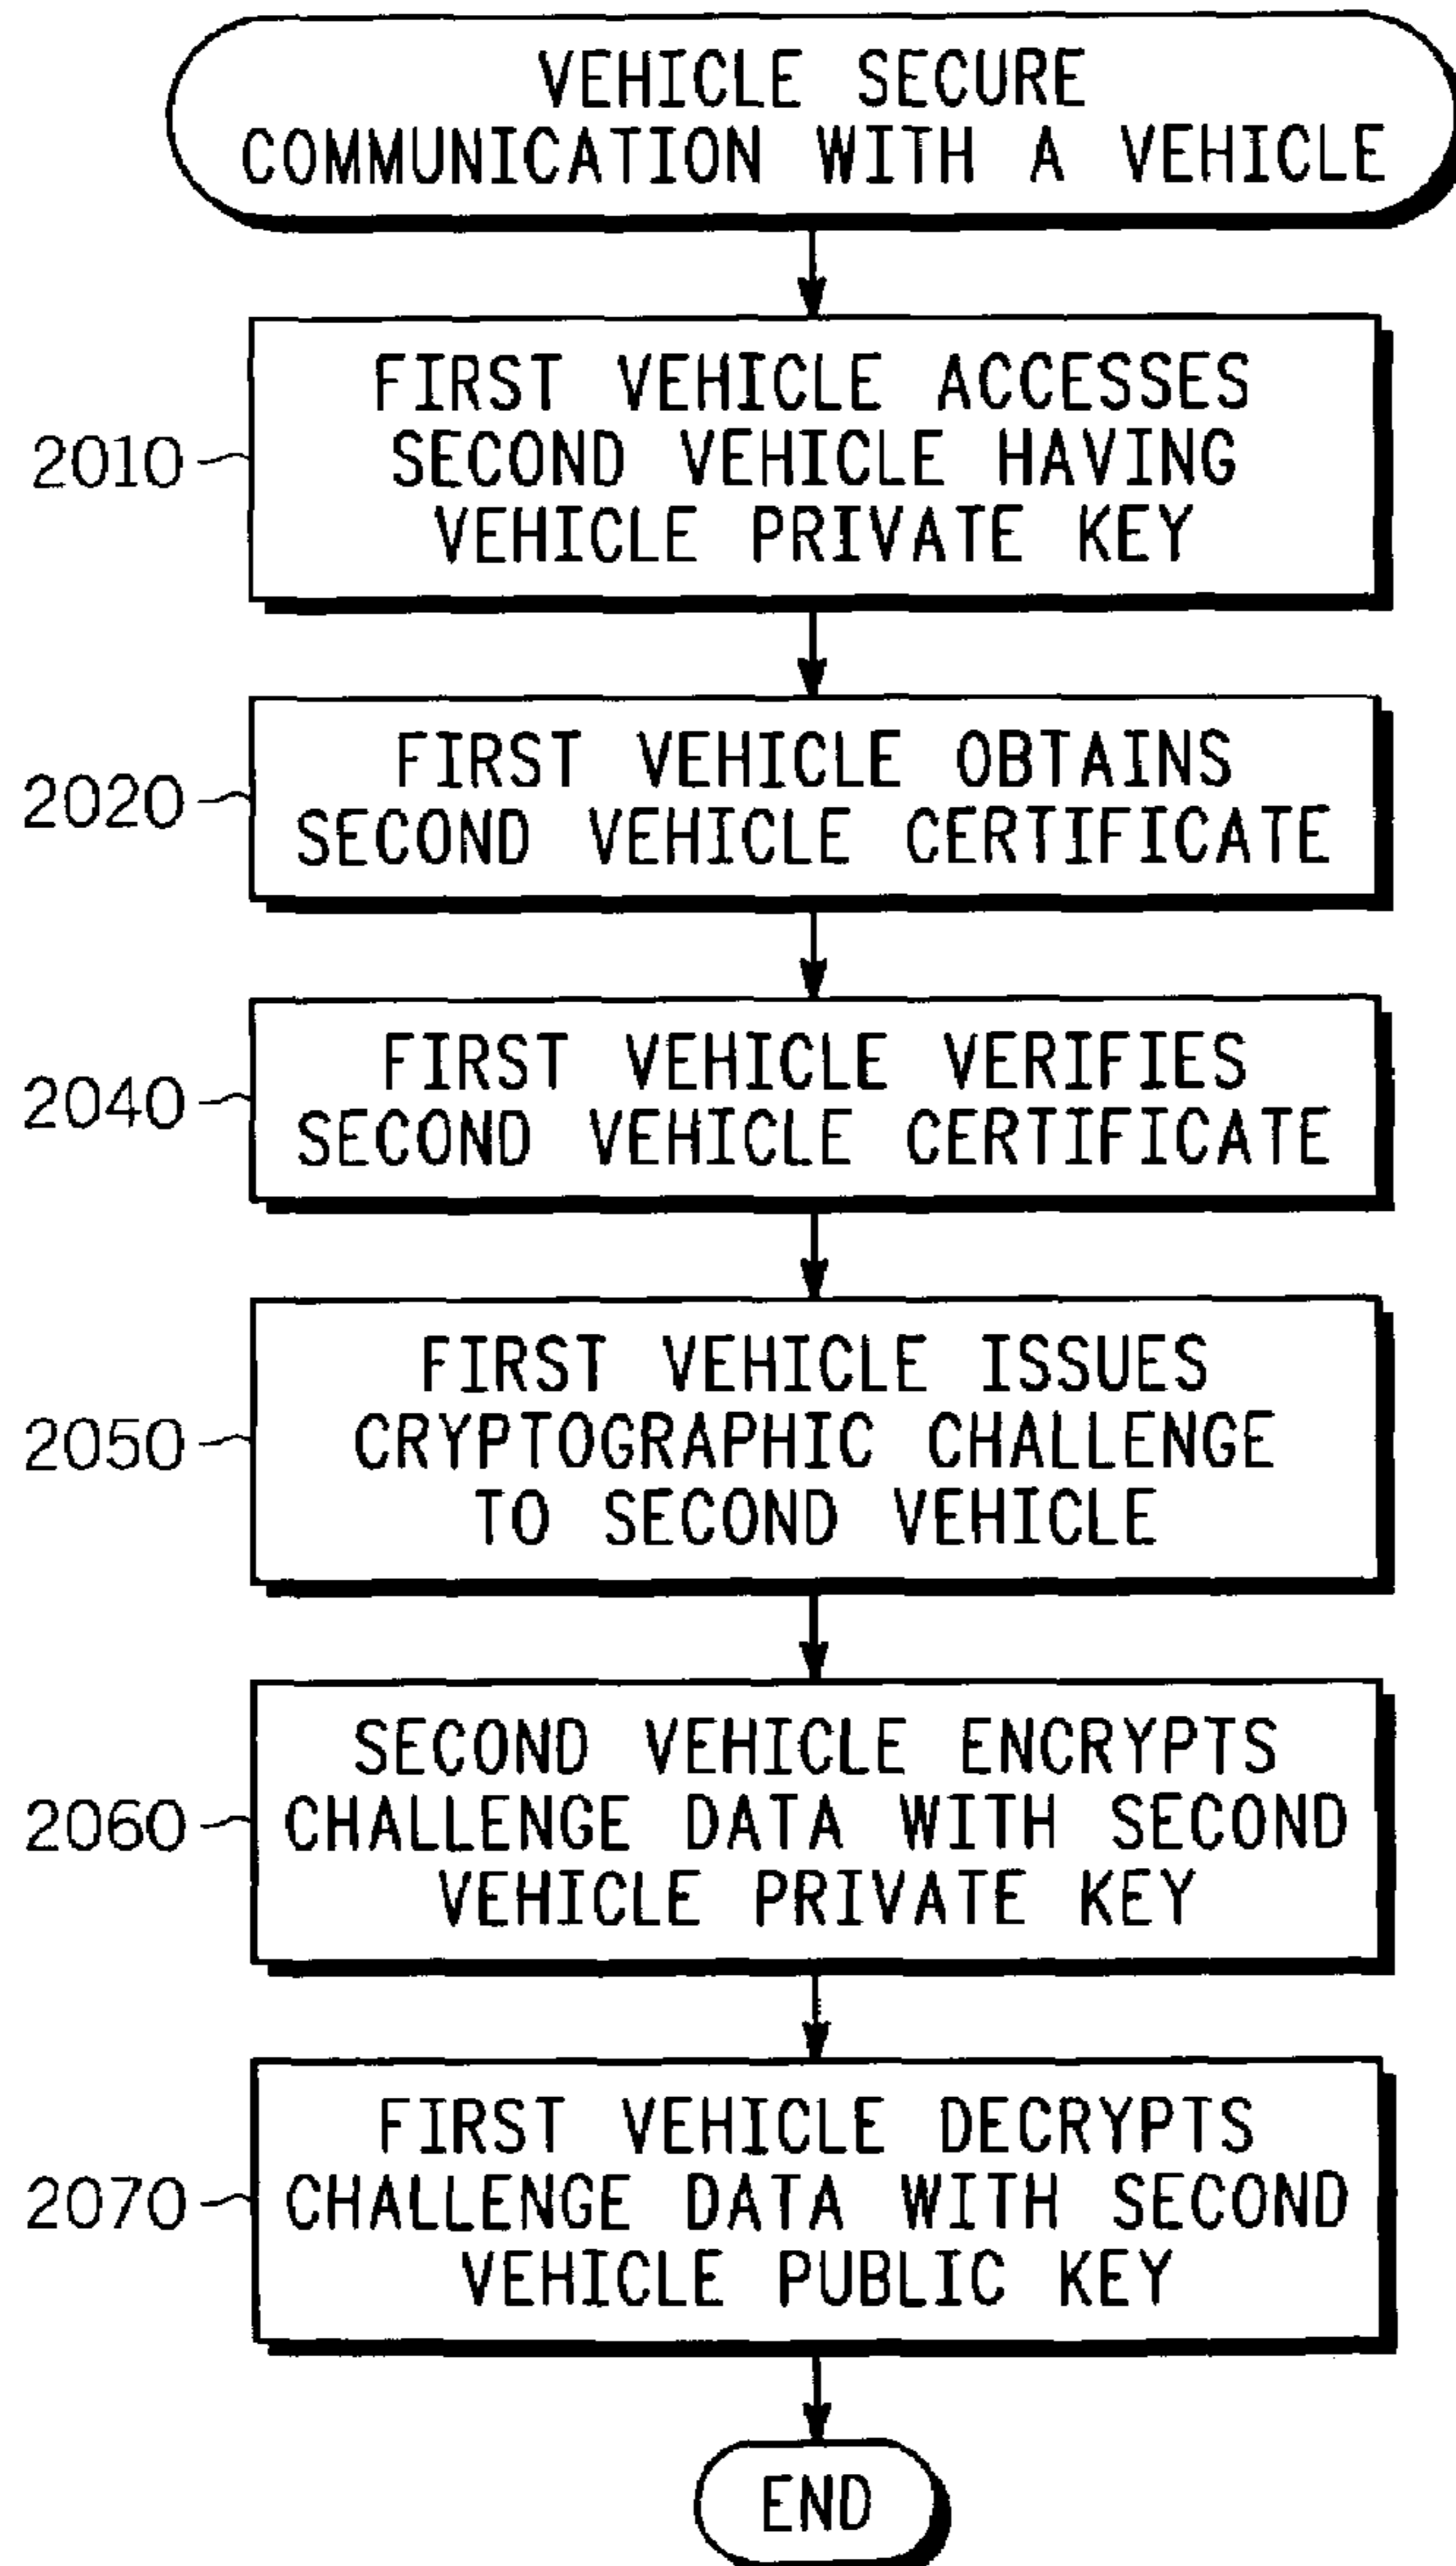 VEHICLE SECURE
COMMUNICATION WITH A VEHICLE
2010
FIRST VEHICLE ACCESSES
SECOND VEHICLE HAVING
VEHICLE PRIVATE KEY
2020
FIRST VEHICLE OBTAINS
SECOND VEHICLE CERTIFICATE
2040
FIRST VEHICLE VERIFIES
SECOND VEHICLE CERTIFICATE
2050
FIRST VEHICLE ISSUES
CRYPTOGRAPHIC CHALLENGE
TO SECOND VEHICLE
2060
SECOND VEHICLE ENCRYPTS
CHALLENGE DATA WITH SECOND
VEHICLE PRIVATE KEY
2070
FIRST VEHICLE DECRYPTS
CHALLENGE DATA WITH SECOND
VEHICLE PUBLIC KEY
END